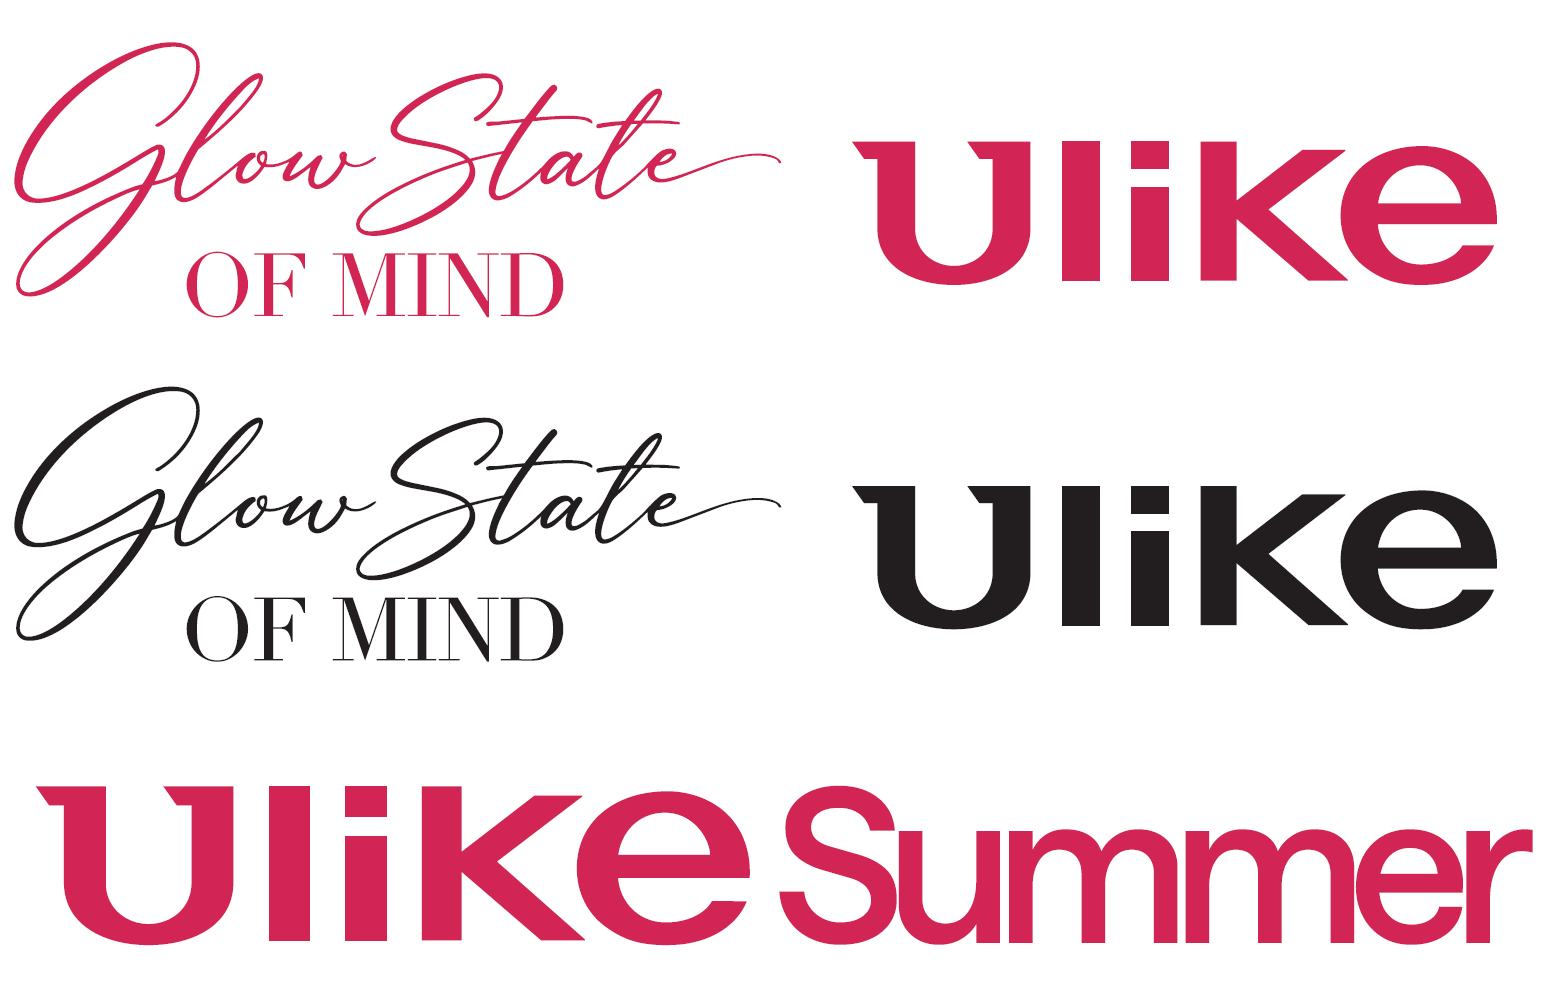 Glow State
OF MIND
Ulike
Glow State
OF MIND
Ulike
Ulike Summer